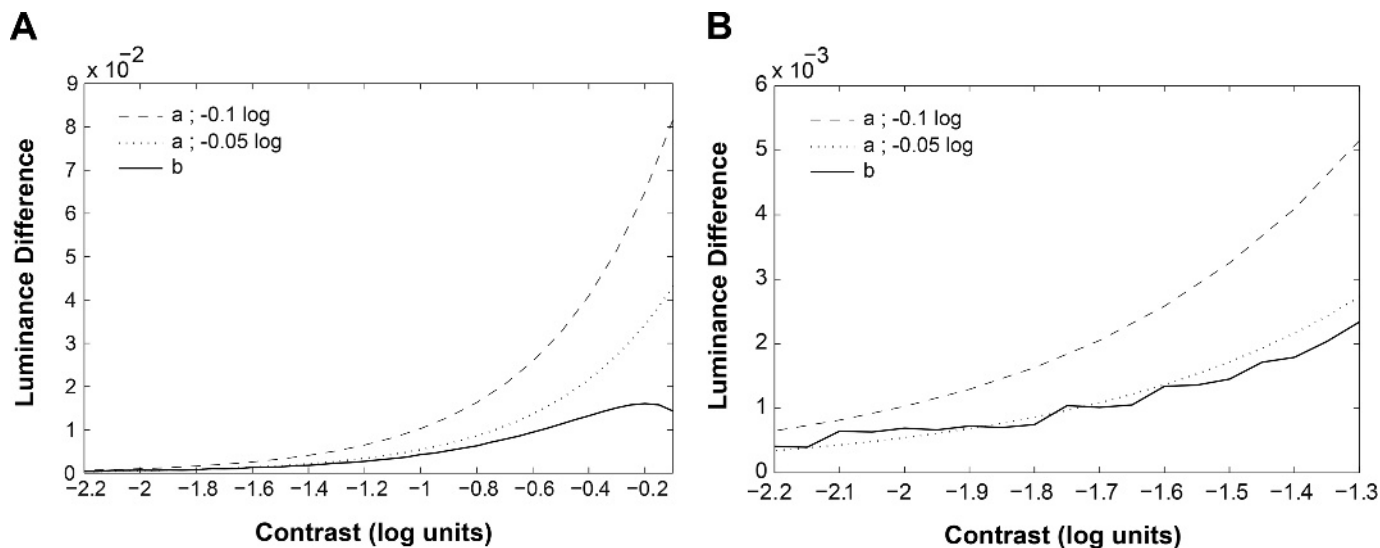 A
x 10−2
9
8
7
6
5
4
3
2
1
0
Luminance Difference
a ; -0.1 log
a ; -0.05 log
b
−2.2 −2 −1.8 −1.6 −1.4 −1.2 −1 −0.8 −0.6 −0.4 −0.2
Contrast (log units)
B
x 10−3
6
5
4
3
2
1
0
Luminance Difference
a ; -0.1 log
a ; -0.05 log
b
−2.2 −2.1 −2 −1.9 −1.8 −1.7 −1.6 −1.5 −1.4 −1.3
Contrast (log units)